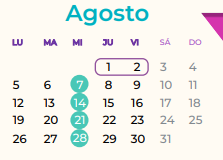 Agosto
LU MA MI JU VI SÁ DO
1 2 3 4
5 6 7 8 9 10 11
12 13 14 15 16 17 18
19 20 21 22 23 24 25
26 27 28 29 30 31